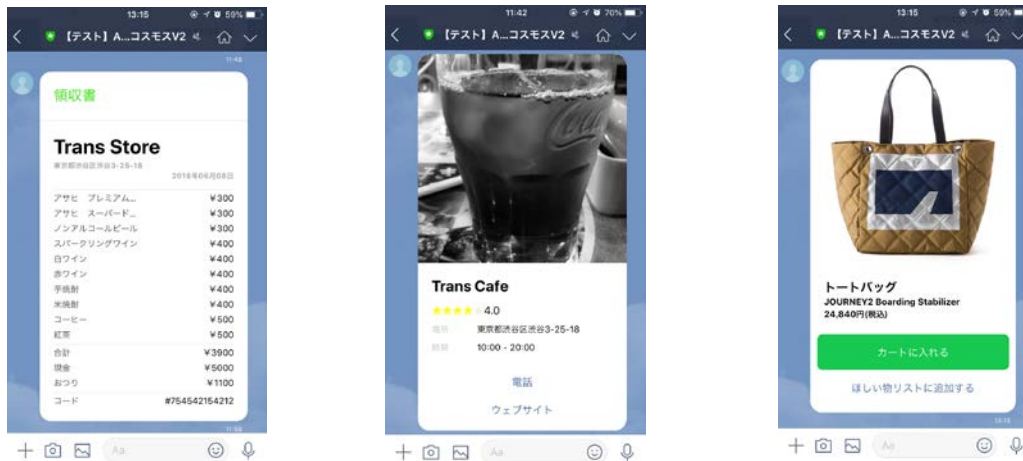 13:15
59%
【テスト】A...コスモスV2
11:48
領収書
Trans Store
東京都渋谷区渋谷3-25-18
2018年06月08日
アサヒ プレミアム... ¥300
アサヒ スーパード... ¥300
ノンアルコールビール ¥300
スパークリングワイン ¥400
白ワイン ¥400
赤ワイン ¥400
芋焼酎 ¥400
米焼酎 ¥400
コーヒー ¥500
紅茶 ¥500
合計 ¥3900
現金 ¥5000
おつり ¥1100
コード #754542154212
Aa
11:42
70%
【テスト】A...コスモスV2
Trans Cafe
4.0
場所 東京都渋谷区渋谷3-25-18
時間 10:00 - 20:00
電話
ウェブサイト
Aa
13:15
59%
【テスト】A...コスモスV2
トートバッグ
JOURNEY2 Boarding Stabilizer
24,840円(税込)
カートに入れる
ほしい物リストに追加する
13:15
Aa